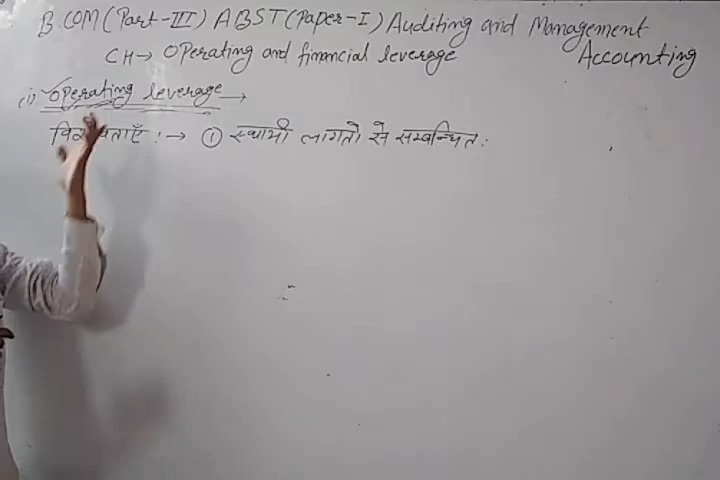 B COM (Part-III) ABST (Paper-I) Auditing and Management Accounting
CH→ Operating and financial leverage
(i) Operating leverage →
:→ ① स्थायी लागतो से सम्बन्धित: